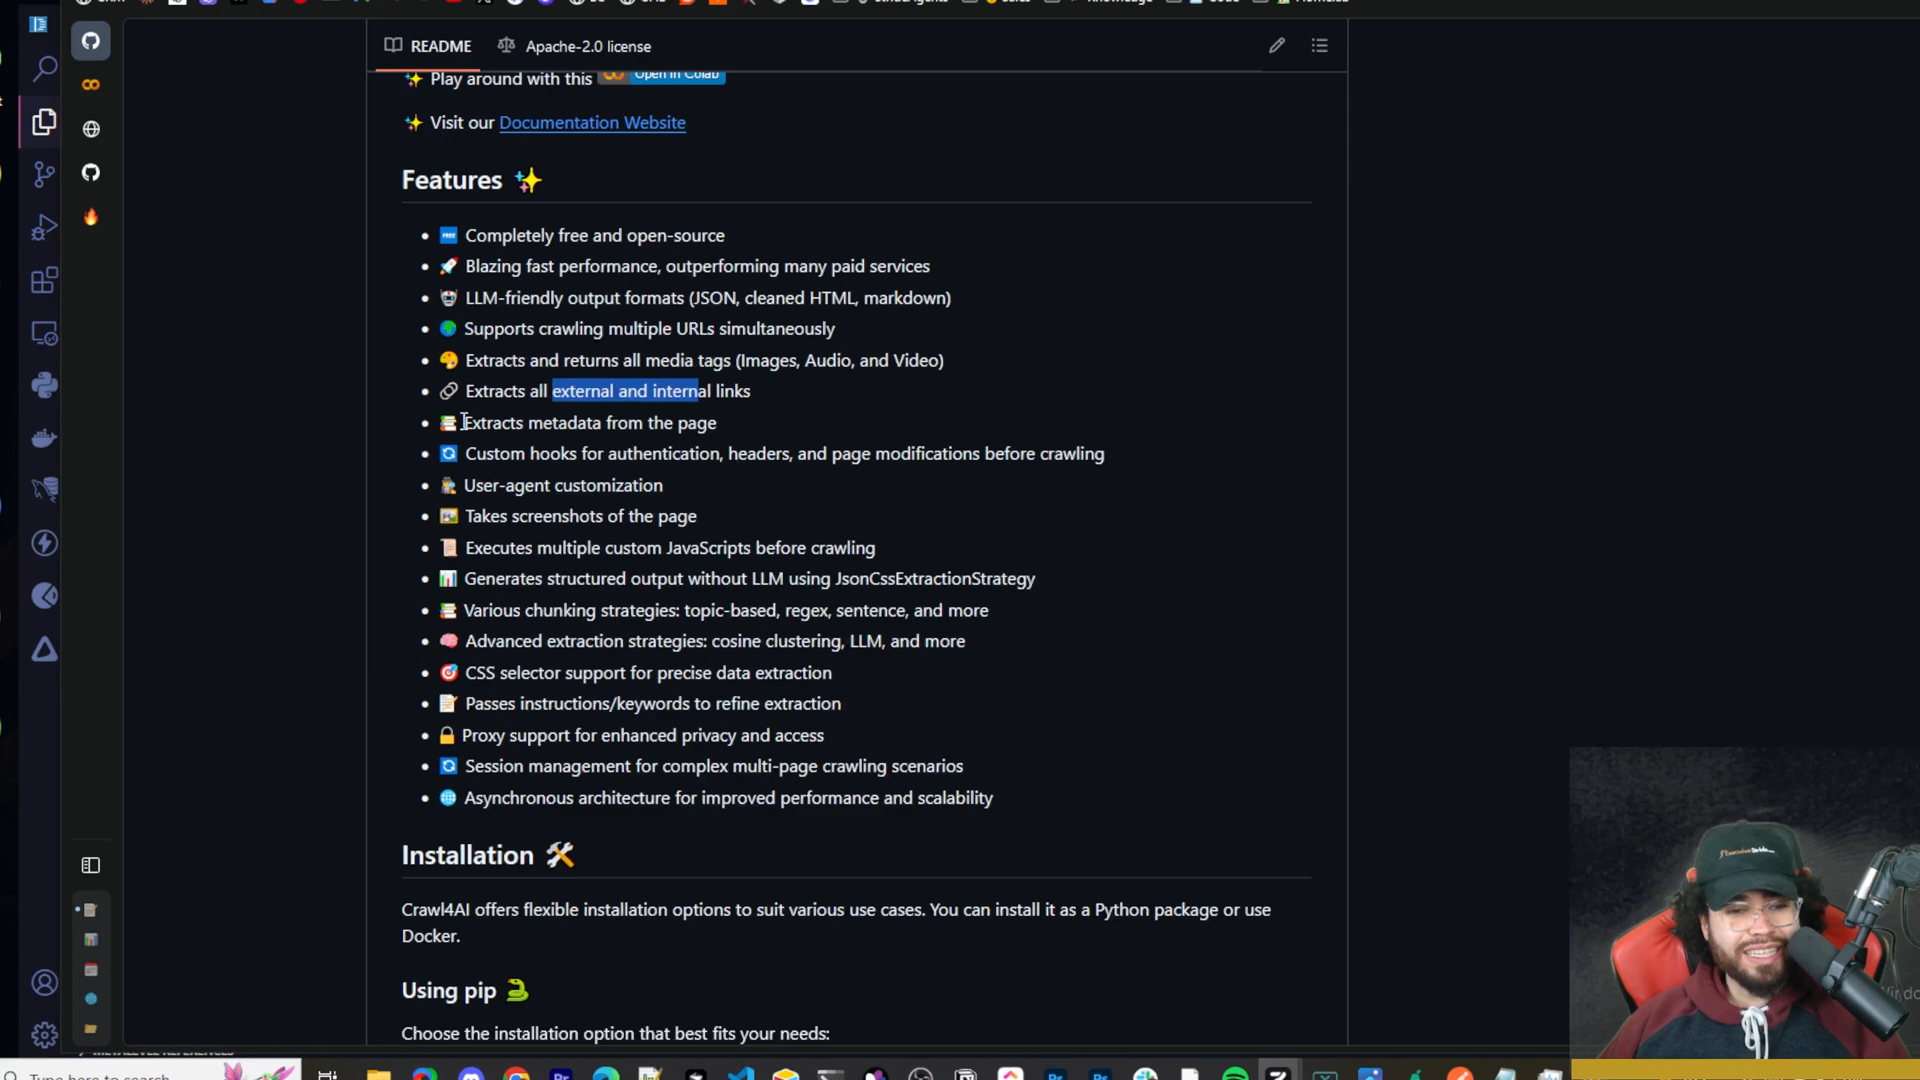 README
Apache-2.0 license
Play around with this Open in Colab
Visit our Documentation Website
Features
FREE Completely free and open-source
Blazing fast performance, outperforming many paid services
LLM-friendly output formats (JSON, cleaned HTML, markdown)
Supports crawling multiple URLs simultaneously
Extracts and returns all media tags (Images, Audio, and Video)
Extracts all external and internal links
Extracts metadata from the page
Custom hooks for authentication, headers, and page modifications before crawling
User-agent customization
Takes screenshots of the page
Executes multiple custom JavaScripts before crawling
Generates structured output without LLM using JsonCssExtractionStrategy
Various chunking strategies: topic-based, regex, sentence, and more
Advanced extraction strategies: cosine clustering, LLM, and more
CSS selector support for precise data extraction
Passes instructions/keywords to refine extraction
Proxy support for enhanced privacy and access
Session management for complex multi-page crawling scenarios
Asynchronous architecture for improved performance and scalability
Installation
Crawl4AI offers flexible installation options to suit various use cases. You can install it as a Python package or use
Docker.
Using pip
Choose the installation option that best fits your needs:
Type here to search